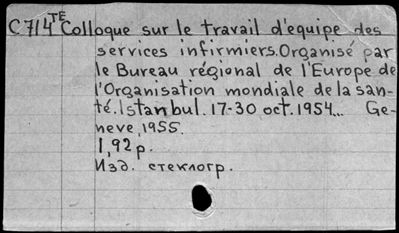 C714 TE Colloque sur le travail d'equipe des
services infirmiers. Organisé par
le Bureau régional de l'Europe de
l'Organisation mondiale de la san-
té. Istanbul. 17-30 oct. 1954... Ge-
neve, 1955.
1,92 p.
Изд. стеклогр.